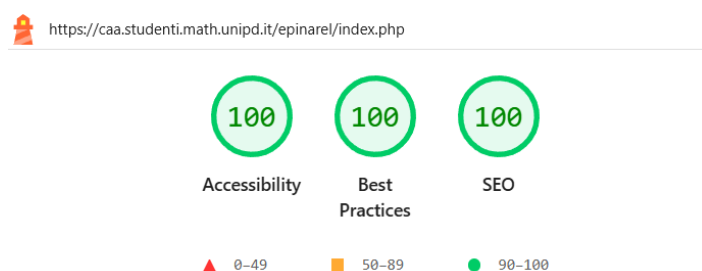 https://caa.studenti.math.unipd.it/epinarel/index.php
100 100 100
Accessibility Best Practices SEO
0–49 50–89 90–100